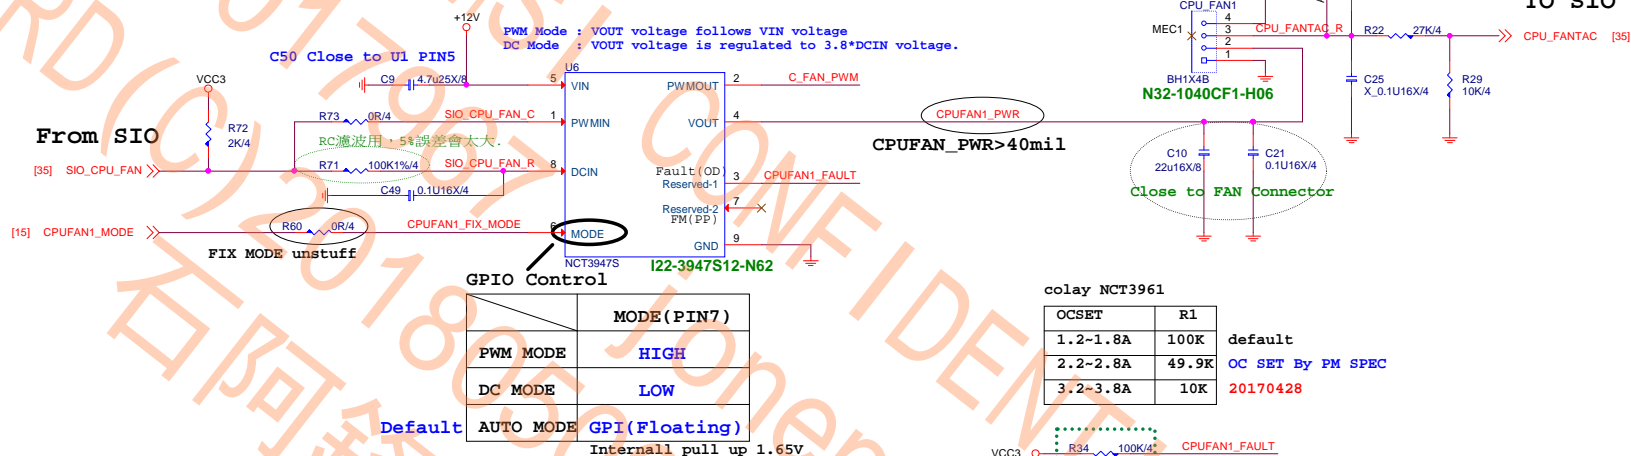 CPU_FAN1
TO SIO
+12V
PWM Mode : VOUT voltage follows VIN voltage
DC Mode : VOUT voltage is regulated to 3.8*DCIN voltage.
C50 Close to U1 PIN5
MEC1
4
3
2
1
CPU_FANTAC_R
R22
27K/4
CPU_FANTAC [35]
BH1X4B
N32-1040CF1-H06
C25
X_0.1U16X/4
R29
10K/4
VCC3
C9
4.7u25X/8
U6
5
VIN
PWMOUT
2
C_FAN_PWM
R72
2K/4
R73
0R/4
SIO_CPU_FAN_C
1
PWMIN
VOUT
4
CPUFAN1_PWR
CPUFAN_PWR>40mil
From SIO
RC濾波用，5%誤差會太大.
[35] SIO_CPU_FAN
R71
100K1%/4
SIO_CPU_FAN_R
8
DCIN
Fault(OD)
Reserved-1
3
CPUFAN1_FAULT
C10
22u16X/8
C21
0.1U16X/4
Close to FAN Connector
C49
0.1U16X/4
Reserved-2
FM(PP)
7
[15] CPUFAN1_MODE
R60
0R/4
CPUFAN1_FIX_MODE
6
MODE
GND
9
FIX MODE unstuff
NCT3947S
I22-3947S12-N62
GPIO Control
MODE(PIN7)
PWM MODE HIGH
DC MODE LOW
Default AUTO MODE GPI(Floating)
Internall pull up 1.65V
colay NCT3961
OCSET R1
1.2~1.8A 100K default
2.2~2.8A 49.9K OC SET By PM SPEC
3.2~3.8A 10K 20170428
VCC3
R34
100K/4
CPUFAN1_FAULT